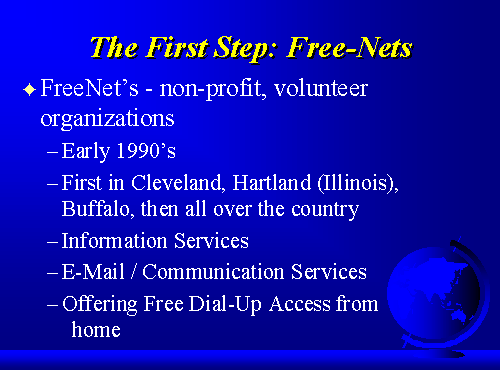 The First Step: Free-Nets
FreeNet's - non-profit, volunteer
organizations
– Early 1990's
– First in Cleveland, Hartland (Illinois),
Buffalo, then all over the country
– Information Services
– E-Mail / Communication Services
– Offering Free Dial-Up Access from
home